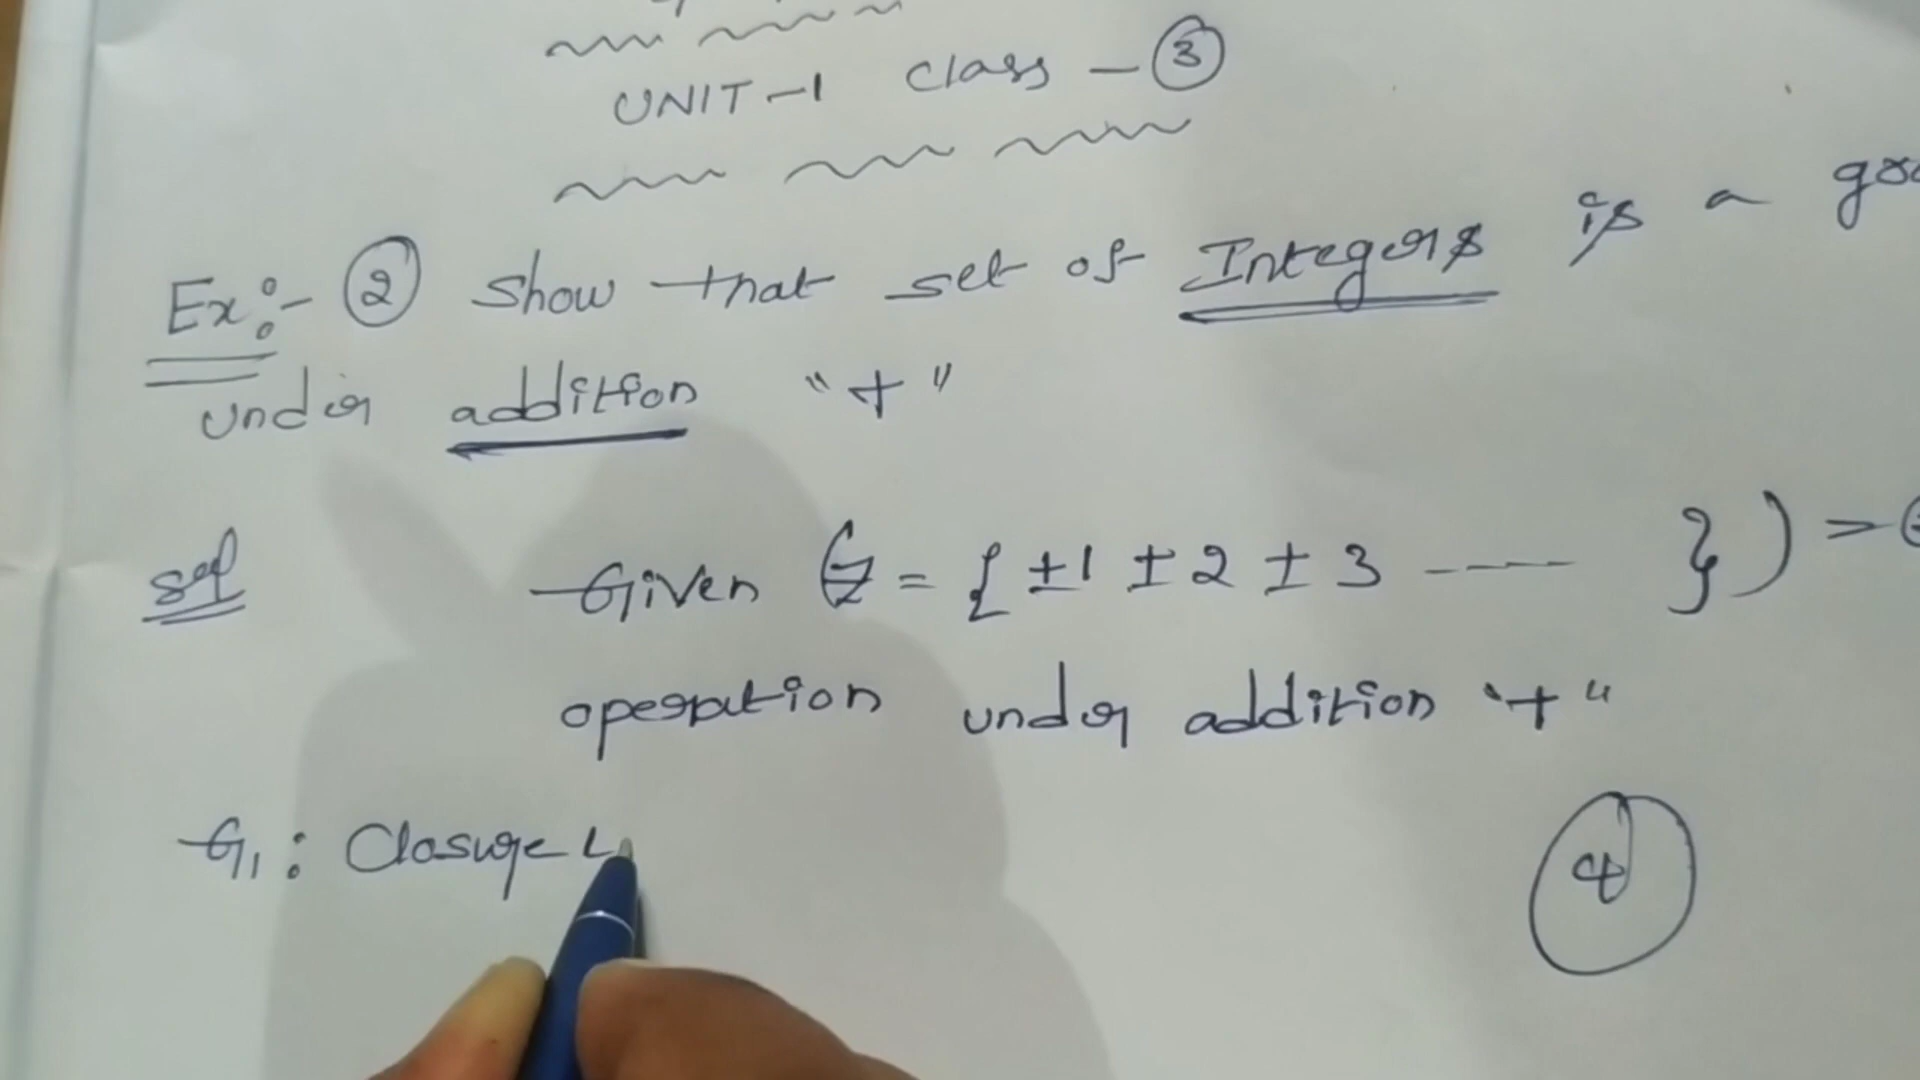 UNIT-1 class - ③
Ex:- ② Show that set of Integers is a
under addition "+"
Sol Given = { ±1 ±2 ±3 ---- })
operation under addition "+"
G₁ : Closure L